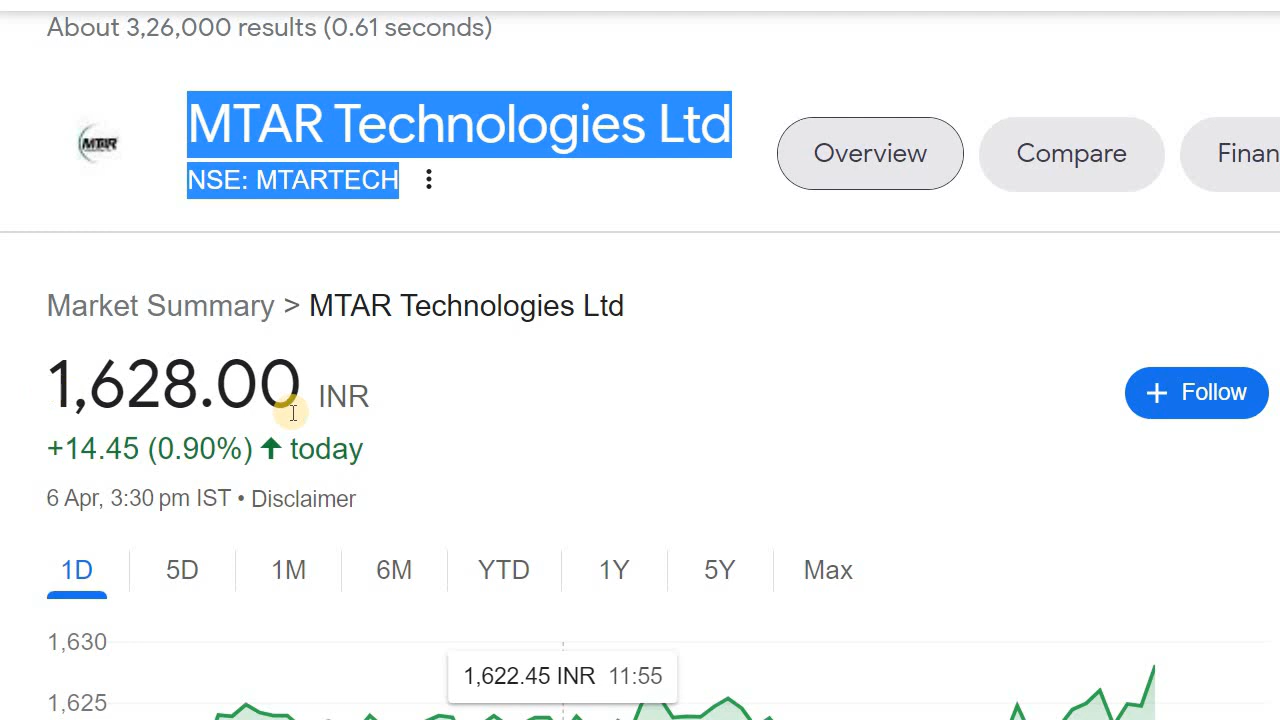 About 3,26,000 results (0.61 seconds)
MTAR
MTAR Technologies Ltd
NSE: MTARTECH
Overview
Compare
Finan
Market Summary > MTAR Technologies Ltd
1,628.00 INR
+ Follow
+14.45 (0.90%) ↑ today
6 Apr, 3:30 pm IST • Disclaimer
1D 5D 1M 6M YTD 1Y 5Y Max
1,630
1,622.45 INR 11:55
1,625